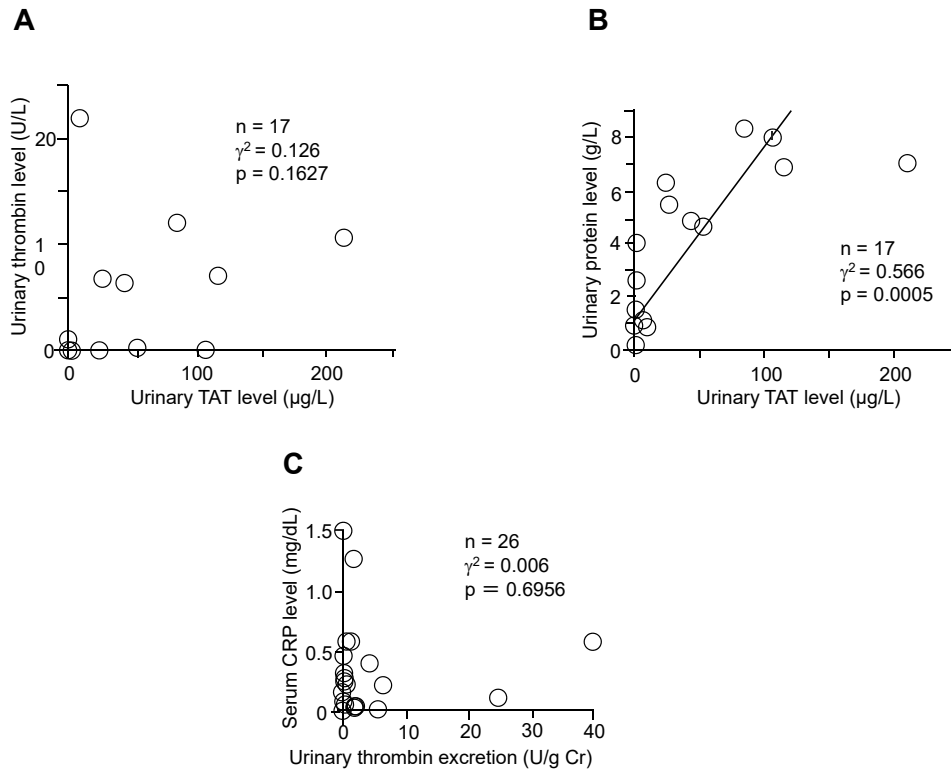 A
Urinary thrombin level (U/L)
20
1
0
0
n = 17
γ² = 0.126
p = 0.1627
0
100
200
Urinary TAT level (μg/L)
B
Urinary protein level (g/L)
8
6
4
2
0
n = 17
γ² = 0.566
p = 0.0005
0
100
200
Urinary TAT level (μg/L)
C
Serum CRP level (mg/dL)
1.5
1.0
0.5
0
n = 26
γ² = 0.006
p = 0.6956
0
10
20
30
40
Urinary thrombin excretion (U/g Cr)